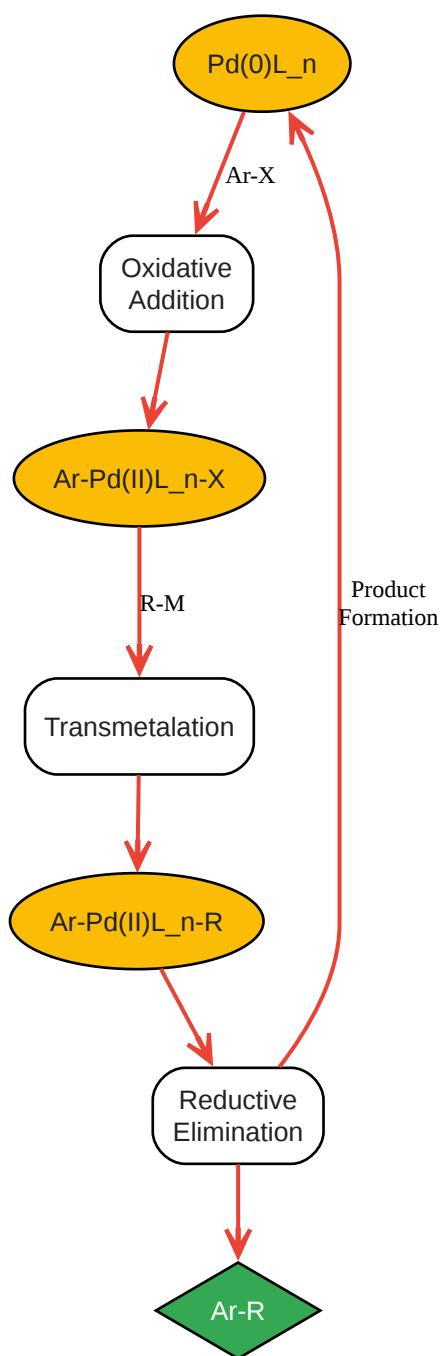 Pd(0)L_n
Ar-X
Oxidative
Addition
Ar-Pd(II)L_n-X
R-M
Product
Formation
Transmetalation
Ar-Pd(II)L_n-R
Reductive
Elimination
Ar-R